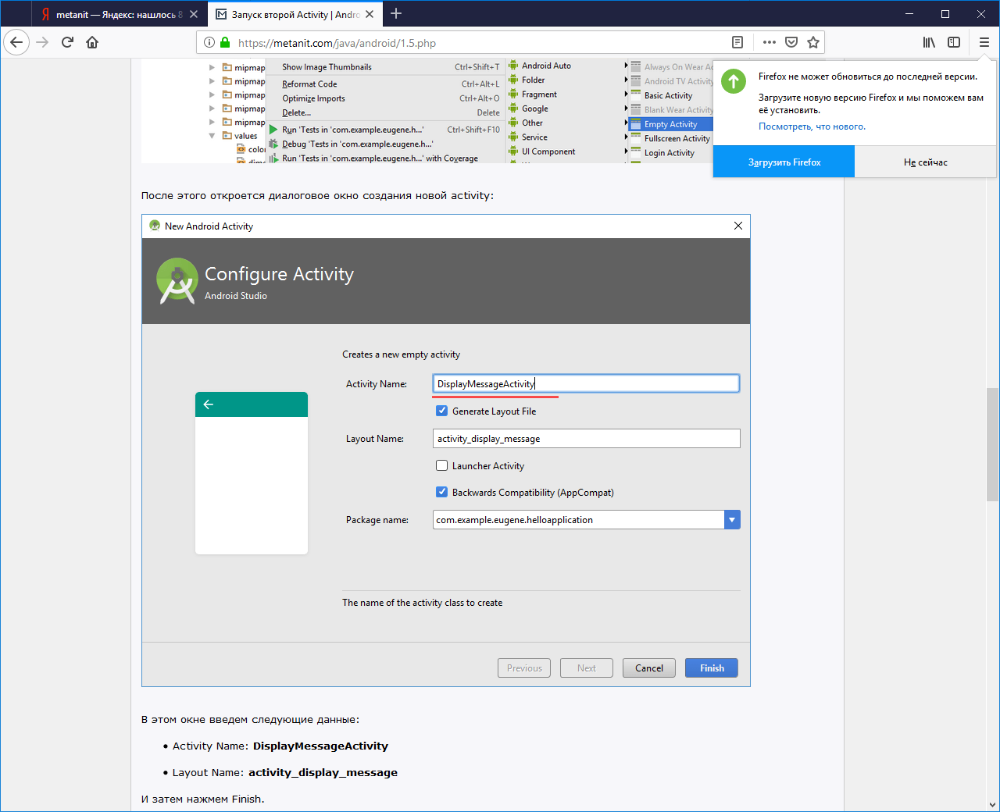 metanit — Яндекс: нашлось 8
Запуск второй Activity | Andro
https://metanit.com/java/android/1.5.php
Firefox не может обновиться до последней версии.
Загрузите новую версию Firefox и мы поможем вам её установить.
Посмотреть, что нового.
Загрузить Firefox
Не сейчас
mipmap
mipmap
mipmap
mipmap
mipmap
values
color
Show Image Thumbnails Ctrl+Shift+T
Reformat Code Ctrl+Alt+L
Optimize Imports Ctrl+Alt+O
Delete... Delete
Run 'Tests in 'com.example.eugene.h...' Ctrl+Shift+F10
Debug 'Tests in 'com.example.eugene.h...'
Run 'Tests in 'com.example.eugene.h...' with Coverage
Android Auto
Folder
Fragment
Google
Other
Service
UI Component
Always On Wear Ac
Android TV Activity
Basic Activity
Blank Wear Activity
Empty Activity
Fullscreen Activity
Login Activity
После этого откроется диалоговое окно создания новой activity:
New Android Activity
Configure Activity
Android Studio
Creates a new empty activity
Activity Name: DisplayMessageActivity
Generate Layout File
Layout Name: activity_display_message
Launcher Activity
Backwards Compatibility (AppCompat)
Package name: com.example.eugene.helloapplication
The name of the activity class to create
Previous Next Cancel Finish
В этом окне введем следующие данные:
• Activity Name: DisplayMessageActivity
• Layout Name: activity_display_message
И затем нажмем Finish.